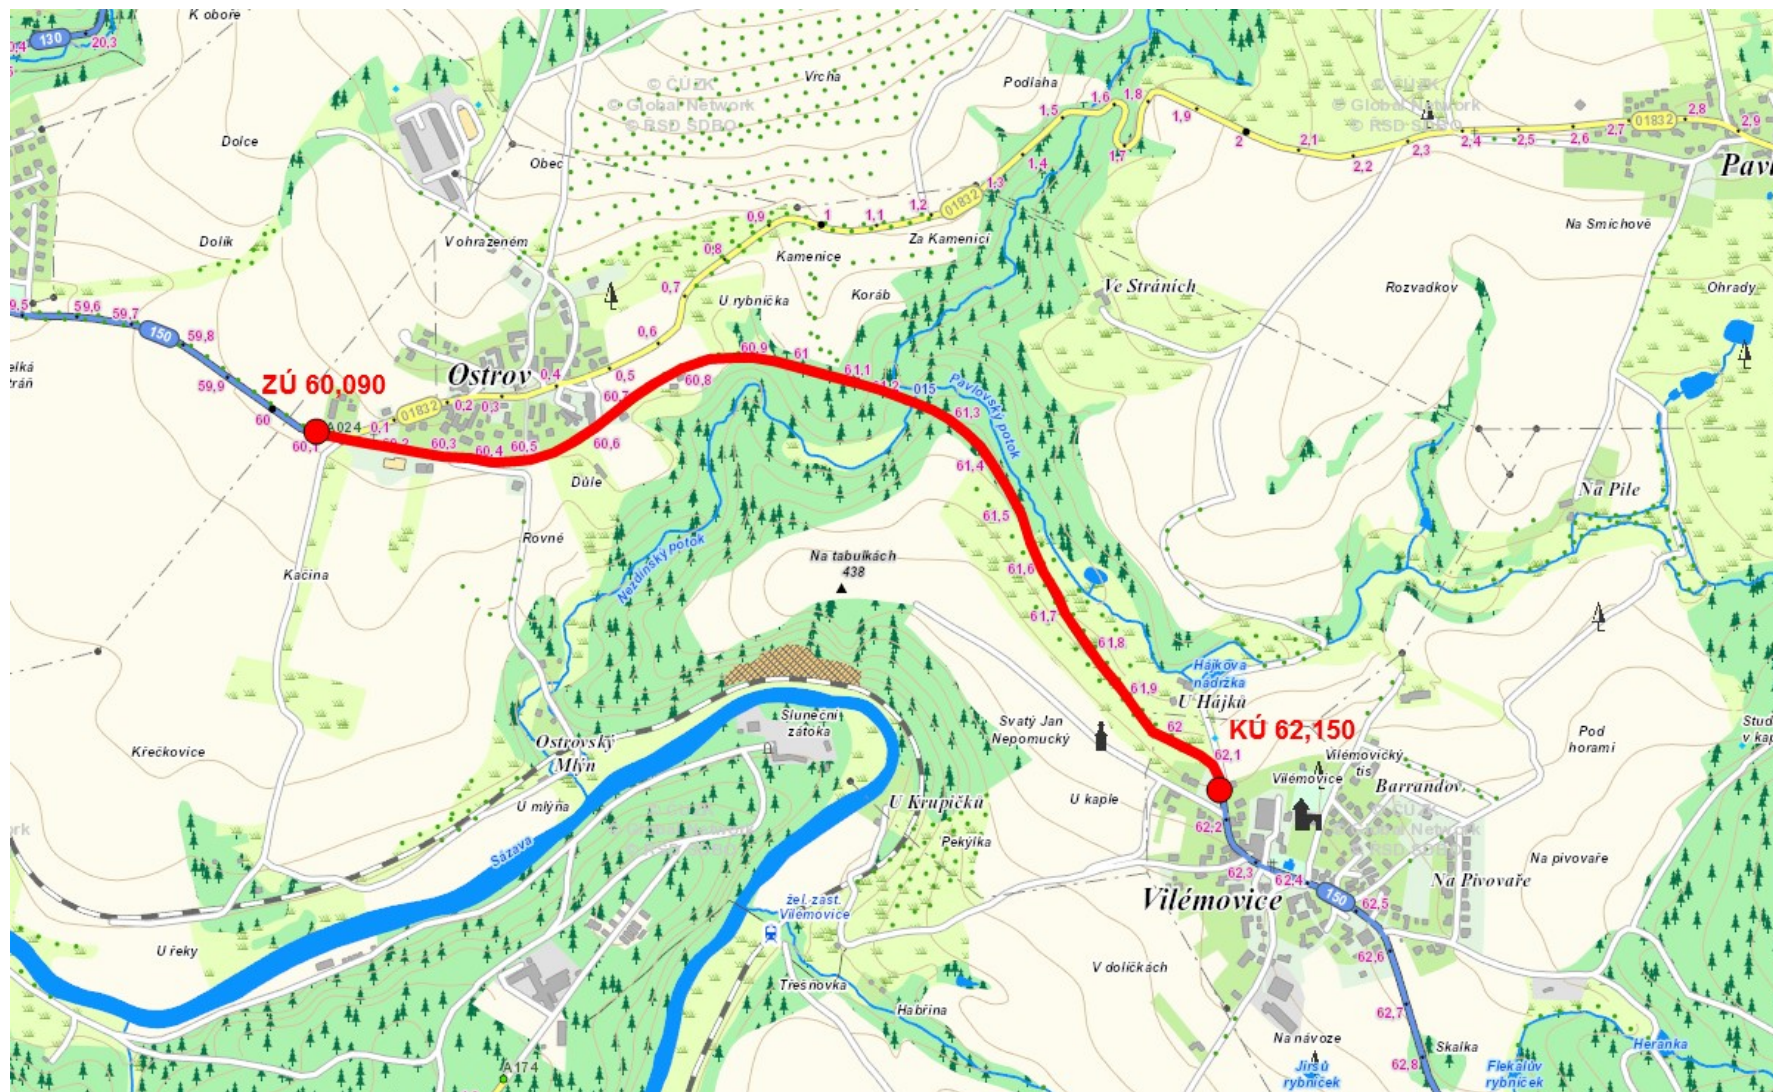 K oboře
130
20,3
Vrcha
Podlaha
© ČÚZK
© Global Network
© ŘSD SDBO
© ČÚZK
© Global Network
© ŘSD SDBO
1,5
1,6
1,8
1,9
2
2,1
2,2
2,3
2,4
2,5
2,6
2,7
01832
2,8
2,9
Dolce
Obec
1,7
1,4
1,3
Na Smíchově
Dolík
V ohrazeném
0,9
1
1,1
1,2
01832
Za Kamenicí
0,8
Kamenice
0,7
U rybníčka
Koráb
Ve Stráních
Rozvadkov
Ohrady
59,6
59,7
150
59,8
59,9
60
ZÚ 60,090
A024
60,1
0,1
01832
0,2
0,3
0,4
0,5
0,6
Ostrov
60,3
60,4
60,5
60,6
60,8
60,9
61
61,1
015
Pavlovský potok
61,3
61,4
61,5
61,6
61,7
61,8
61,9
62
62,1
Důle
Na Pile
Rovné
Kačina
Nezdínský potok
Na tabulkách
438
Hájkova
nádržka
U Hájků
KÚ 62,150
Křečkovice
Ostrovský
Mlýn
Sluneční
zátoka
Svatý Jan
Nepomucký
Pod
horami
Vilémovický
tis
Vilémovice
Barrandov
U mlýna
U Krupičků
U kaple
© ČÚZK
Sázava
Pekýlka
62,2
62,3
62,4
150
62,5
62,6
62,7
62,8
Na pivovaře
Na Pivovaře
Vilémovice
žel. zast.
Vilémovice
U řeky
V dolíčkách
Třešňovka
Habřina
Na návoze
Skalka
Heranka
Jirsů
rybníček
Flekalův
rybníček
A174